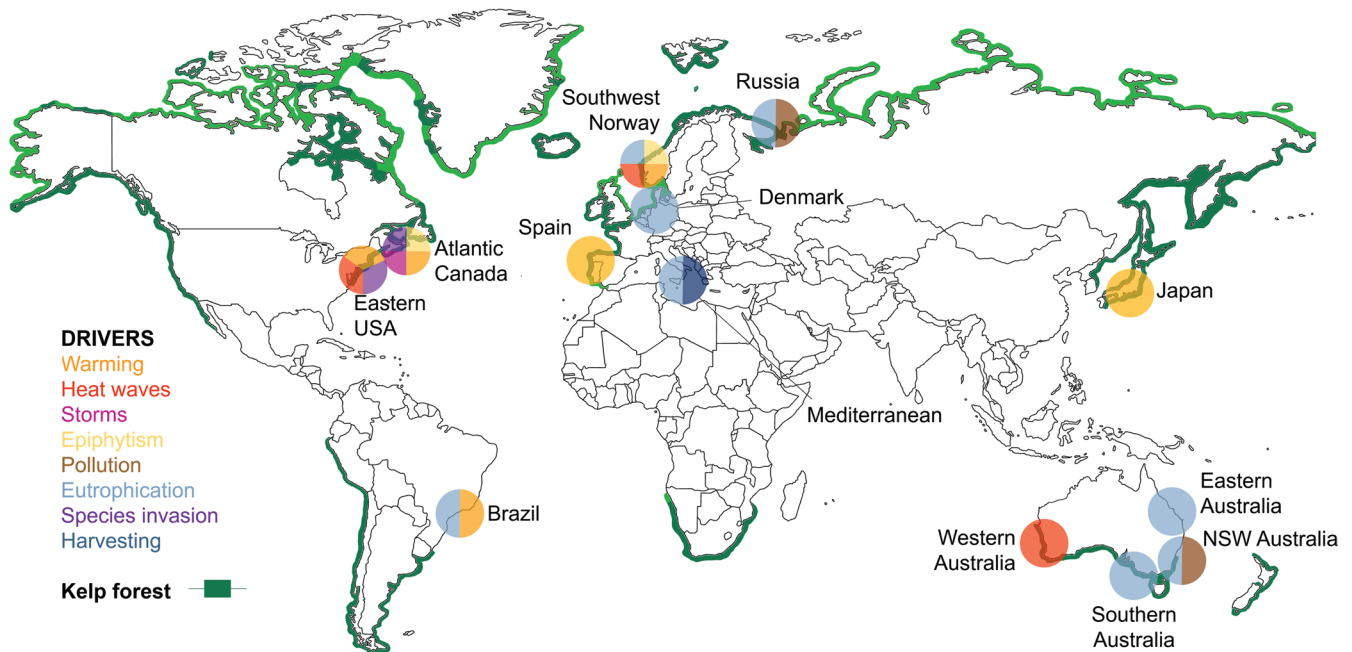 Russia
Southwest
Norway
Denmark
Spain
Atlantic
Canada
Eastern
USA
Japan
Mediterranean
DRIVERS
Warming
Heat waves
Storms
Epiphytism
Pollution
Eutrophication
Species invasion
Harvesting
Kelp forest
Brazil
Eastern
Australia
Western
Australia
NSW Australia
Southern
Australia